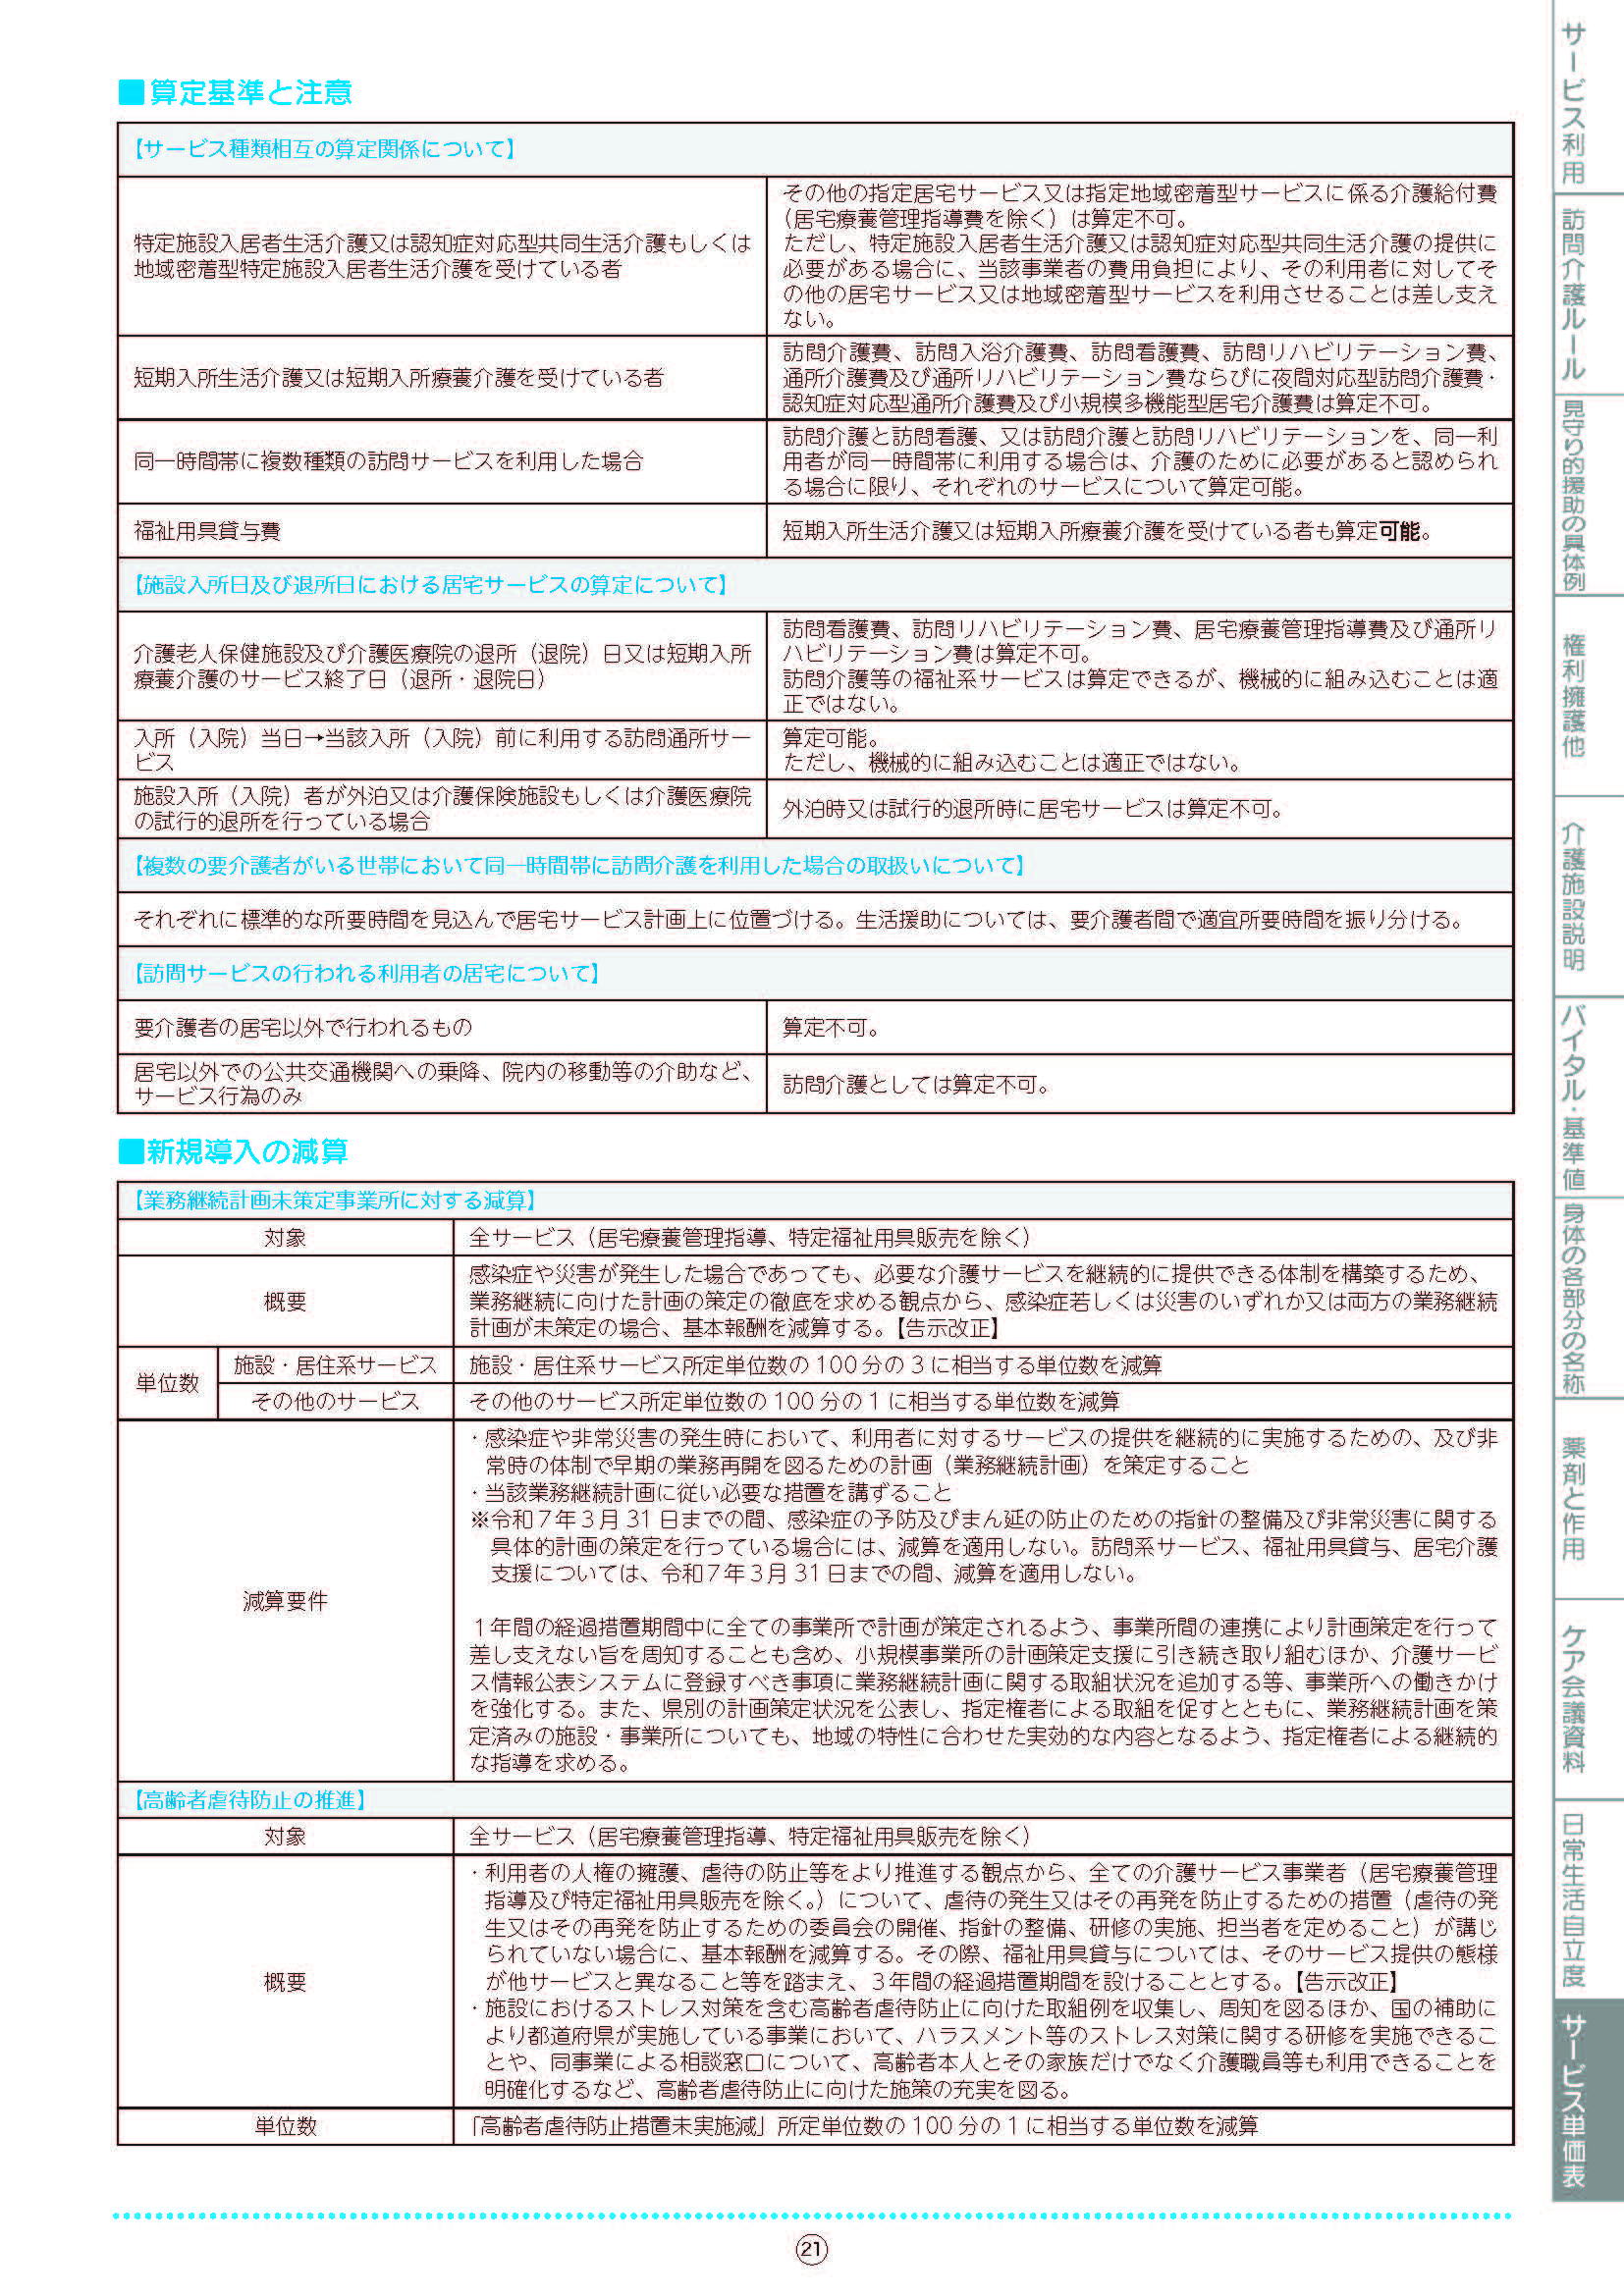 ■算定基準と注意
【サービス種類相互の算定関係について】
特定施設入居者生活介護又は認知症対応型共同生活介護もしくは
地域密着型特定施設入居者生活介護を受けている者
その他の指定居宅サービス又は指定地域密着型サービスに係る介護給付費
（居宅療養管理指導費を除く）は算定不可。
ただし、特定施設入居者生活介護又は認知症対応型共同生活介護の提供に
必要がある場合に、当該事業者の費用負担により、その利用者に対してそ
の他の居宅サービス又は地域密着型サービスを利用させることは差し支え
ない。
短期入所生活介護又は短期入所療養介護を受けている者
訪問介護費、訪問入浴介護費、訪問看護費、訪問リハビリテーション費、
通所介護費及び通所リハビリテーション費ならびに夜間対応型訪問介護費・
認知症対応型通所介護費及び小規模多機能型居宅介護費は算定不可。
同一時間帯に複数種類の訪問サービスを利用した場合
訪問介護と訪問看護、又は訪問介護と訪問リハビリテーションを、同一利
用者が同一時間帯に利用する場合は、介護のために必要があると認められ
る場合に限り、それぞれのサービスについて算定可能。
福祉用具貸与費
短期入所生活介護又は短期入所療養介護を受けている者も算定可能。
【施設入所日及び退所日における居宅サービスの算定について】
介護老人保健施設及び介護医療院の退所（退院）日又は短期入所
療養介護のサービス終了日（退所・退院日）
訪問看護費、訪問リハビリテーション費、居宅療養管理指導費及び通所リ
ハビリテーション費は算定不可。
訪問介護等の福祉系サービスは算定できるが、機械的に組み込むことは適
正ではない。
入所（入院）当日→当該入所（入院）前に利用する訪問通所サー
ビス
算定可能。
ただし、機械的に組み込むことは適正ではない。
施設入所（入院）者が外泊又は介護保険施設もしくは介護医療院
の試行的退所を行っている場合
外泊時又は試行的退所時に居宅サービスは算定不可。
【複数の要介護者がいる世帯において同一時間帯に訪問介護を利用した場合の取扱いについて】
それぞれに標準的な所要時間を見込んで居宅サービス計画上に位置づける。生活援助については、要介護者間で適宜所要時間を振り分ける。
【訪問サービスの行われる利用者の居宅について】
要介護者の居宅以外で行われるもの
算定不可。
居宅以外での公共交通機関への乗降、院内の移動等の介助など、
サービス行為のみ
訪問介護としては算定不可。
■新規導入の減算
【業務継続計画未策定事業所に対する減算】
対象
全サービス（居宅療養管理指導、特定福祉用具販売を除く）
概要
感染症や災害が発生した場合であっても、必要な介護サービスを継続的に提供できる体制を構築するため、
業務継続に向けた計画の策定の徹底を求める観点から、感染症若しくは災害のいずれか又は両方の業務継続
計画が未策定の場合、基本報酬を減算する。【告示改正】
単位数
施設・居住系サービス
施設・居住系サービス所定単位数の100分の3に相当する単位数を減算
その他のサービス
その他のサービス所定単位数の100分の1に相当する単位数を減算
減算要件
・感染症や非常災害の発生時において、利用者に対するサービスの提供を継続的に実施するための、及び非
常時の体制で早期の業務再開を図るための計画（業務継続計画）を策定すること
・当該業務継続計画に従い必要な措置を講ずること
※令和７年３月31日までの間、感染症の予防及びまん延の防止のための指針の整備及び非常災害に関する
具体的計画の策定を行っている場合には、減算を適用しない。訪問系サービス、福祉用具貸与、居宅介護
支援については、令和７年３月31日までの間、減算を適用しない。
１年間の経過措置期間中に全ての事業所で計画が策定されるよう、事業所間の連携により計画策定を行って
差し支えない旨を周知することも含め、小規模事業所の計画策定支援に引き続き取り組むほか、介護サービ
ス情報公表システムに登録すべき事項に業務継続計画に関する取組状況を追加する等、事業所への働きかけ
を強化する。また、県別の計画策定状況を公表し、指定権者による取組を促すとともに、業務継続計画を策
定済みの施設・事業所についても、地域の特性に合わせた実効的な内容となるよう、指定権者による継続的
な指導を求める。
【高齢者虐待防止の推進】
対象
全サービス（居宅療養管理指導、特定福祉用具販売を除く）
概要
・利用者の人権の擁護、虐待の防止等をより推進する観点から、全ての介護サービス事業者（居宅療養管理
指導及び特定福祉用具販売を除く。）について、虐待の発生又はその再発を防止するための措置（虐待の発
生又はその再発を防止するための委員会の開催、指針の整備、研修の実施、担当者を定めること）が講じ
られていない場合に、基本報酬を減算する。その際、福祉用具貸与については、そのサービス提供の態様
が他サービスと異なること等を踏まえ、３年間の経過措置期間を設けることとする。【告示改正】
・施設におけるストレス対策を含む高齢者虐待防止に向けた取組例を収集し、周知を図るほか、国の補助に
より都道府県が実施している事業において、ハラスメント等のストレス対策に関する研修を実施できるこ
とや、同事業による相談窓口について、高齢者本人とその家族だけでなく介護職員等も利用できることを
明確化するなど、高齢者虐待防止に向けた施策の充実を図る。
単位数
「高齢者虐待防止措置未実施減」所定単位数の100分の1に相当する単位数を減算
サービス利用
訪問介護ルール
見守り的援助の具体例
権利擁護他
介護施設説明
バイタル・基準値
身体の各部分の名称
薬剤と作用
ケア会議資料
日常生活自立度
サービス単価表
21